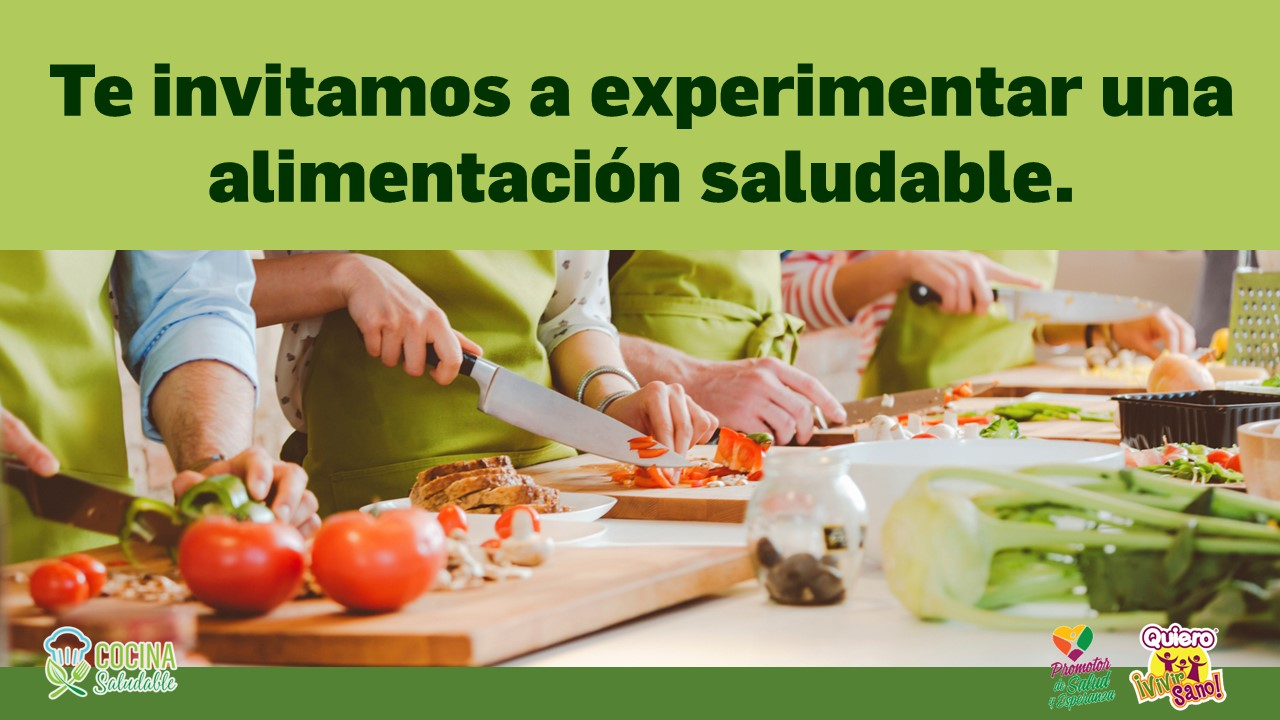 Te invitamos a experimentar una
alimentación saludable.
COCINA
Saludable
Promotor
de Salud
y Esperanza
Quiero
¡Vivir
Sano!